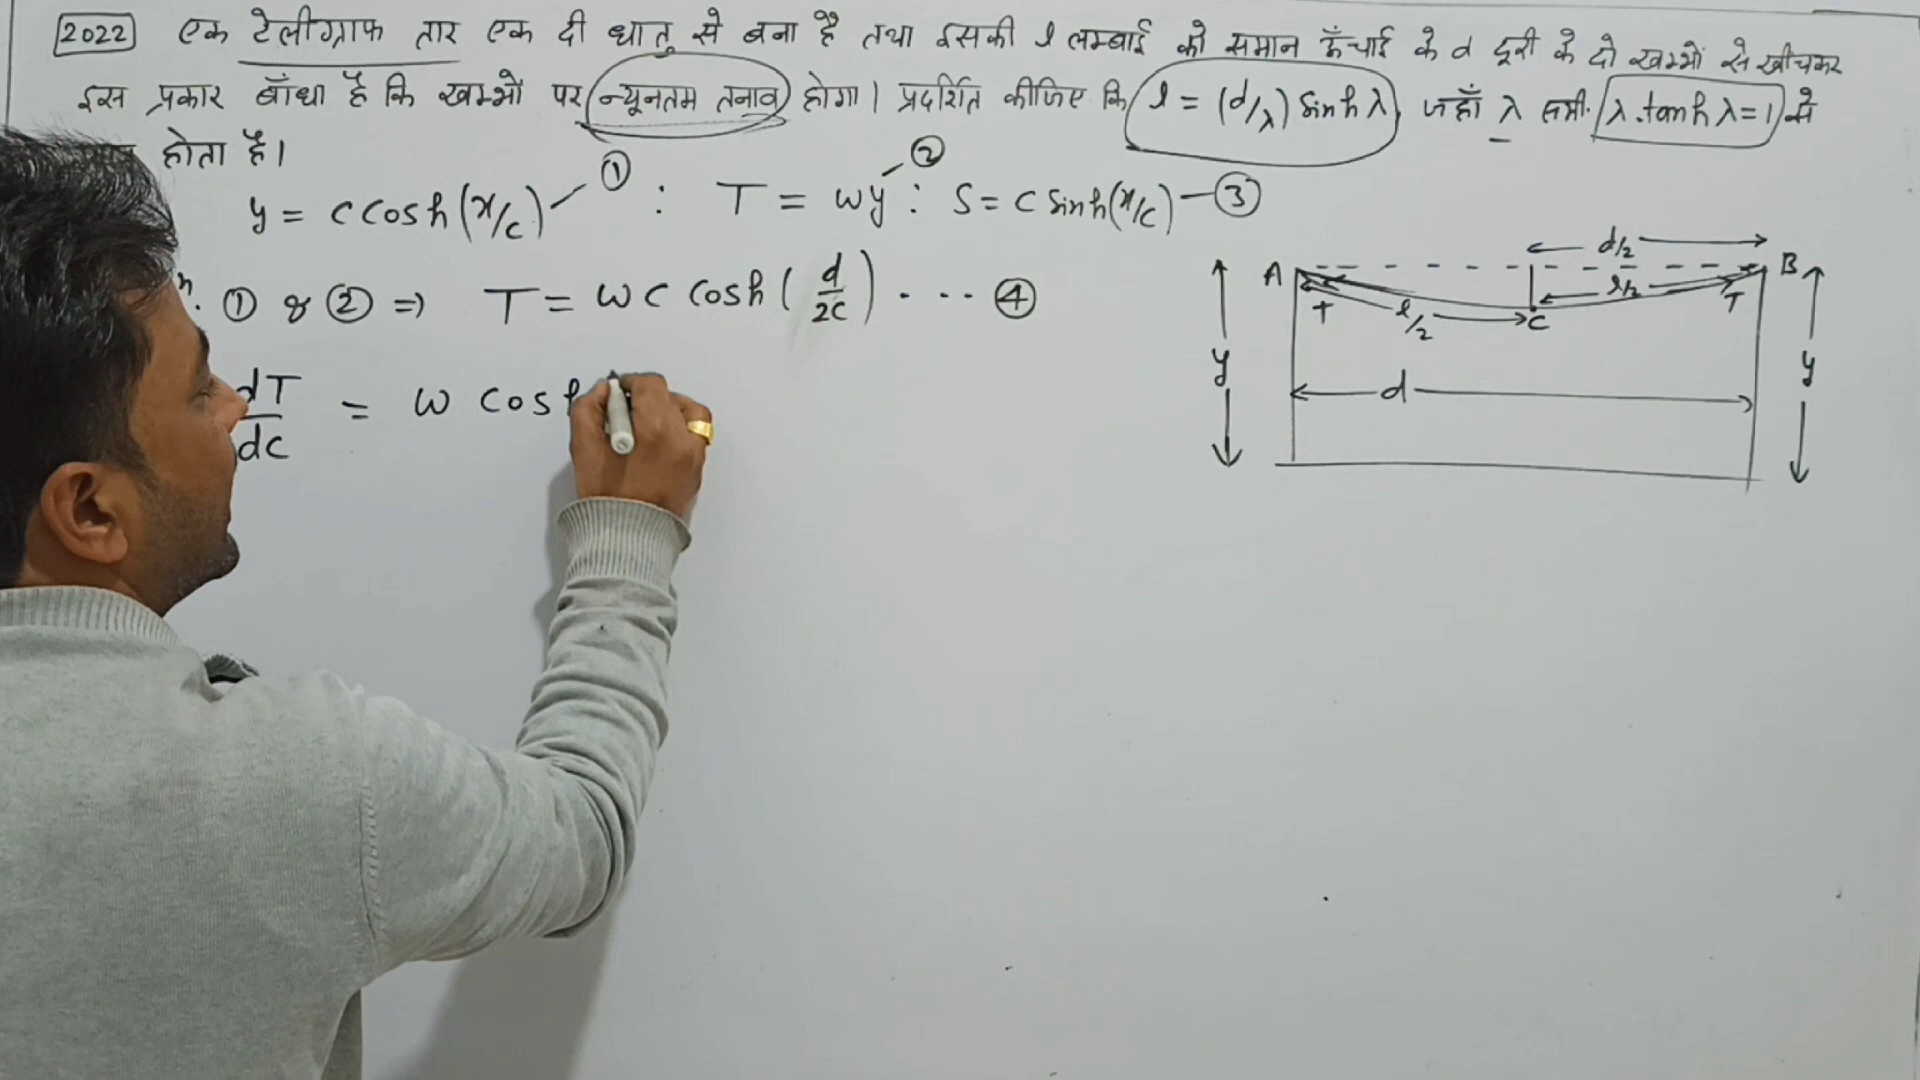 2022 एक टेलीग्राफ तार एक ही धातु से बना है तथा इसकी l लम्बाई को समान ऊँचाई के d दूरी के दो खम्भों से खींचकर
इस प्रकार बाँधा है कि खम्भों पर न्यूनतम तनाव होगा। प्रदर्शित कीजिए कि l = (d/λ) sinh λ, जहाँ λ समी. λ.tanh λ = 1 से
होता है।
y = c cosh (x/c) — ① : T = wy — ② : S = c sinh(x/c) — ③
① & ② ⇒ T = wc cosh (d/2c) . ... ④
dT/dc = w cosh
d/2
A B
l/2
T l/2 C T
y y
d